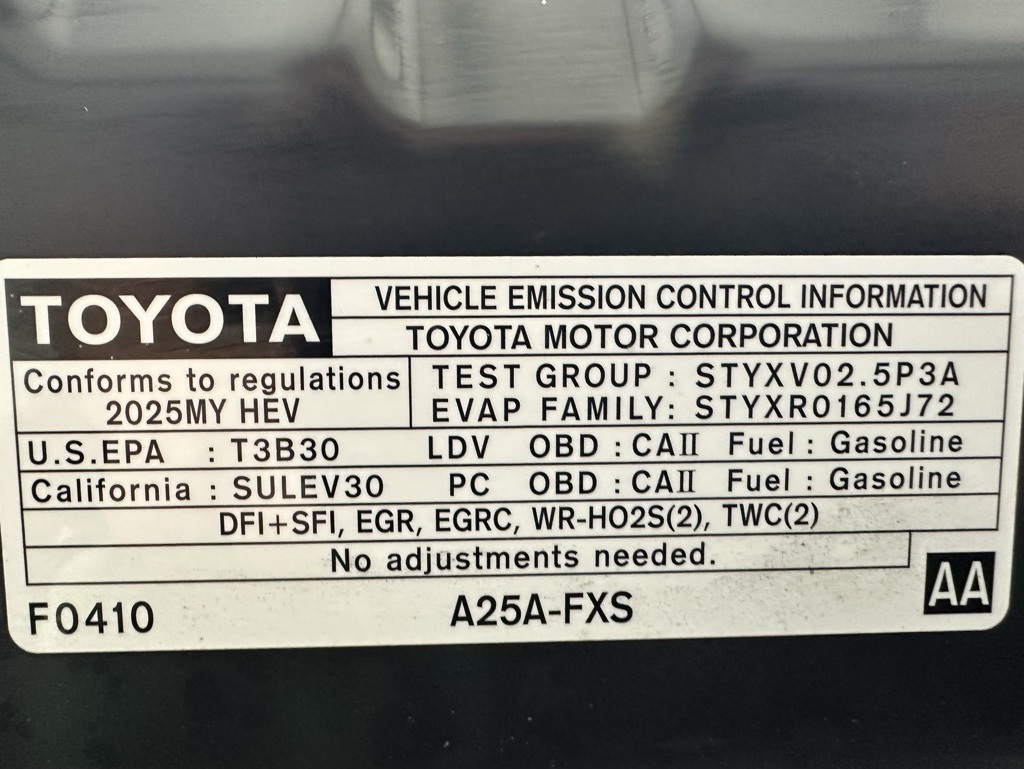 TOYOTA
VEHICLE EMISSION CONTROL INFORMATION
TOYOTA MOTOR CORPORATION
Conforms to regulations
2025MY HEV
TEST GROUP : STYXV02.5P3A
EVAP FAMILY: STYXR0165J72
U.S.EPA : T3B30 LDV OBD : CAII Fuel : Gasoline
California : SULEV30 PC OBD : CAII Fuel : Gasoline
DFI+SFI, EGR, EGRC, WR-HO2S(2), TWC(2)
No adjustments needed.
F0410 A25A-FXS AA